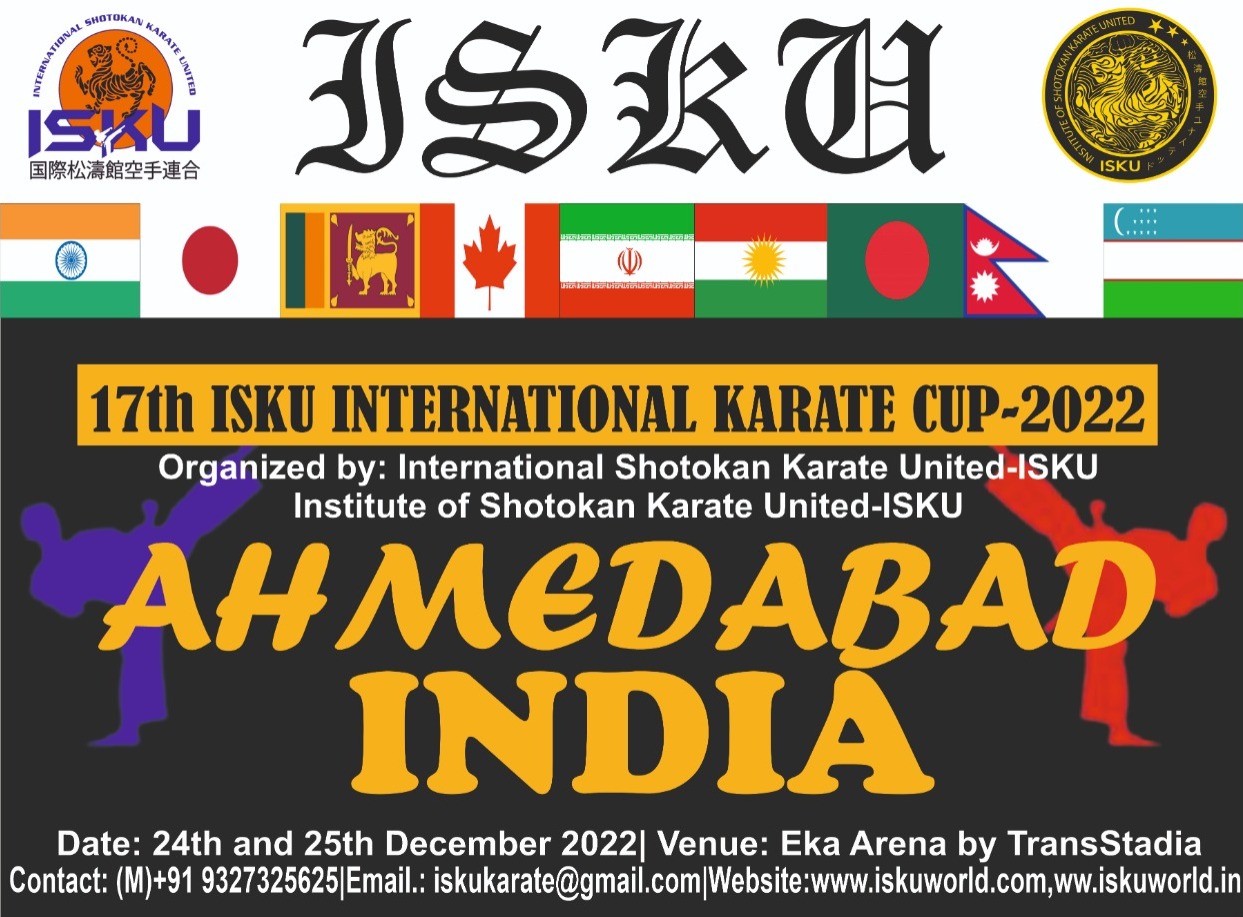 INTERNATIONAL SHOTOKAN KARATE UNITED
ISKU
国際松濤館空手連合
ISKU
INSTITUTE OF SHOTOKAN KARATE UNITED
ISKU
17th ISKU INTERNATIONAL KARATE CUP-2022
Organized by: International Shotokan Karate United-ISKU
Institute of Shotokan Karate United-ISKU
AHMEDABAD
INDIA
Date: 24th and 25th December 2022| Venue: Eka Arena by TransStadia
Contact: (M)+91 9327325625|Email.: iskukarate@gmail.com|Website:www.iskuworld.com,ww.iskuworld.in